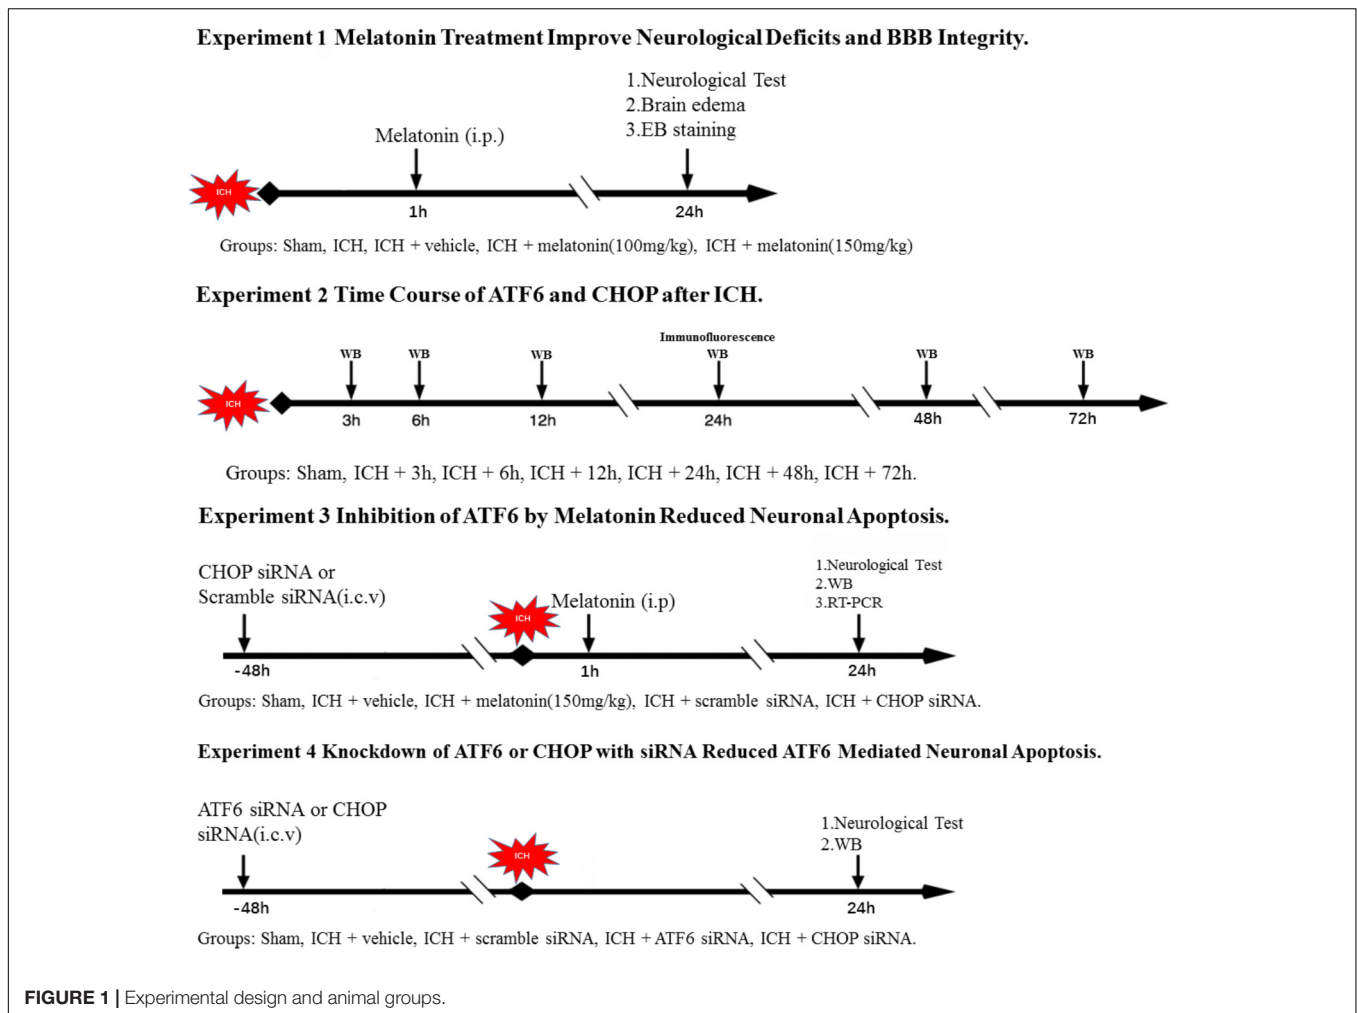 Experiment 1 Melatonin Treatment Improve Neurological Deficits and BBB Integrity.
1.Neurological Test
2.Brain edema
3.EB staining
Melatonin (i.p.)
ICH
1h
24h
Groups: Sham, ICH, ICH + vehicle, ICH + melatonin(100mg/kg), ICH + melatonin(150mg/kg)
Experiment 2 Time Course of ATF6 and CHOP after ICH.
Immunofluorescence
WB WB WB WB WB WB
ICH
3h 6h 12h 24h 48h 72h
Groups: Sham, ICH + 3h, ICH + 6h, ICH + 12h, ICH + 24h, ICH + 48h, ICH + 72h.
Experiment 3 Inhibition of ATF6 by Melatonin Reduced Neuronal Apoptosis.
CHOP siRNA or
Scramble siRNA(i.c.v)
ICH
Melatonin (i.p)
1.Neurological Test
2.WB
3.RT-PCR
-48h
1h
24h
Groups: Sham, ICH + vehicle, ICH + melatonin(150mg/kg), ICH + scramble siRNA, ICH + CHOP siRNA.
Experiment 4 Knockdown of ATF6 or CHOP with siRNA Reduced ATF6 Mediated Neuronal Apoptosis.
ATF6 siRNA or CHOP
siRNA(i.c.v)
ICH
1.Neurological Test
2.WB
-48h
24h
Groups: Sham, ICH + vehicle, ICH + scramble siRNA, ICH + ATF6 siRNA, ICH + CHOP siRNA.
FIGURE 1 | Experimental design and animal groups.